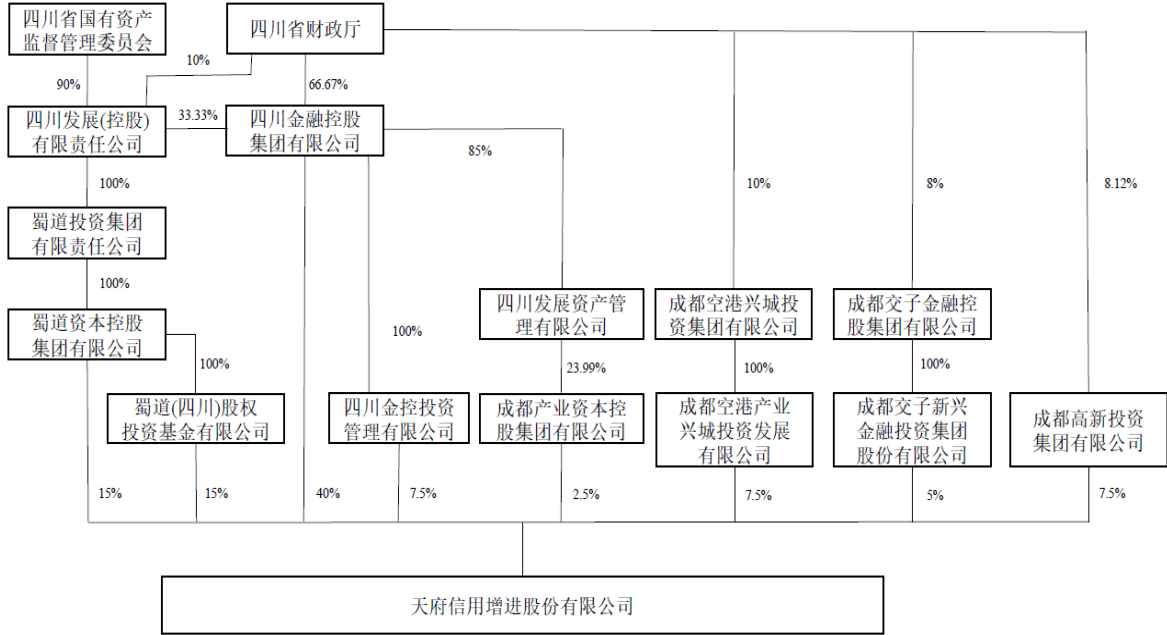 四川省国有资产
监督管理委员会
四川省财政厅
10%
90%
66.67%
四川发展(控股)
有限责任公司
33.33%
四川金融控股
集团有限公司
85%
100%
10%
8%
8.12%
蜀道投资集团
有限责任公司
100%
蜀道资本控股
集团有限公司
四川发展资产管
理有限公司
成都空港兴城投
资集团有限公司
成都交子金融控
股集团有限公司
100%
100%
23.99%
100%
100%
蜀道(四川)股权
投资基金有限公司
四川金控投资
管理有限公司
成都产业资本控
股集团有限公司
成都空港产业
兴城投资发展
有限公司
成都交子新兴
金融投资集团
股份有限公司
成都高新投资
集团有限公司
15%
15%
40%
7.5%
2.5%
7.5%
5%
7.5%
天府信用增进股份有限公司